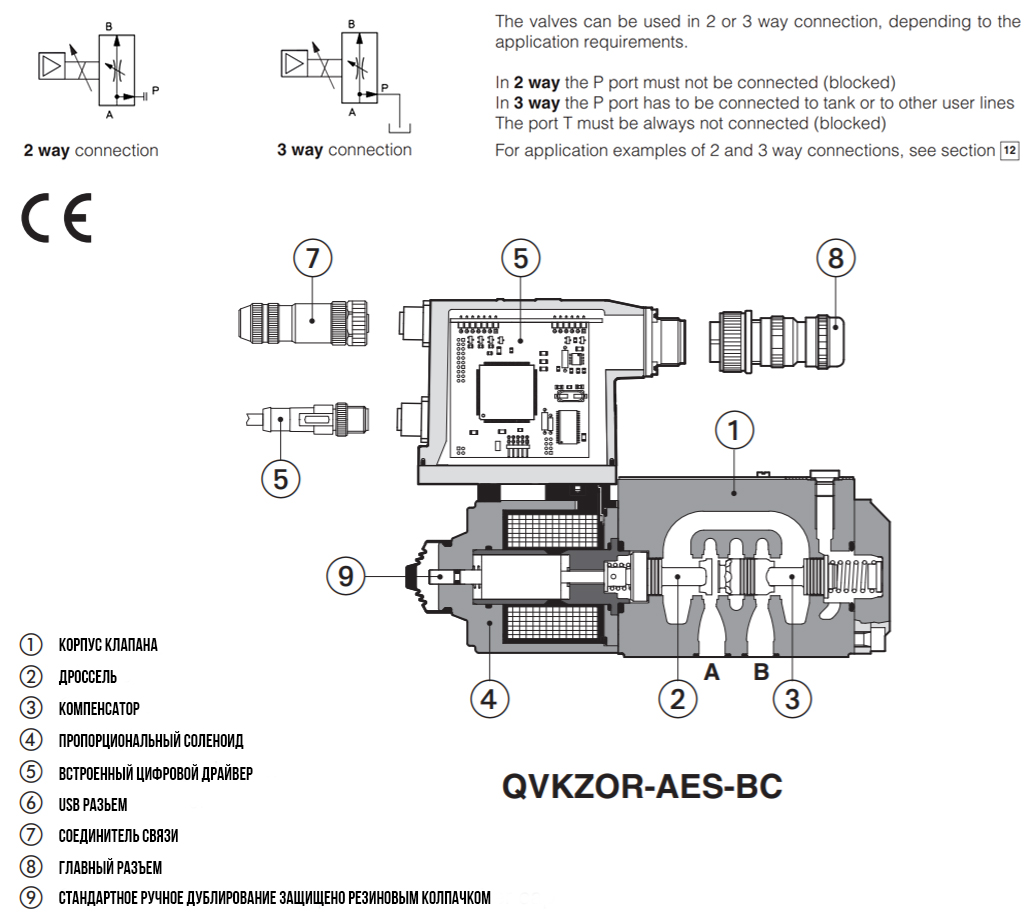 B
P
A
2 way connection
B
P
A
3 way connection
The valves can be used in 2 or 3 way connection, depending to the
application requirements.
In 2 way the P port must not be connected (blocked)
In 3 way the P port has to be connected to tank or to other user lines
The port T must be always not connected (blocked)
For application examples of 2 and 3 way connections, see section 12
CE
7
5
8
5
1
9
A
B
4
2
3
QVKZOR-AES-BC
1 КОРПУС КЛАПАНА
2 ДРОССЕЛЬ
3 КОМПЕНСАТОР
4 ПРОПОРЦИОНАЛЬНЫЙ СОЛЕНОИД
5 ВСТРОЕННЫЙ ЦИФРОВОЙ ДРАЙВЕР
6 USB РАЗЬЕМ
7 СОЕДИНИТЕЛЬ СВЯЗИ
8 ГЛАВНЫЙ РАЗЪЕМ
9 СТАНДАРТНОЕ РУЧНОЕ ДУБЛИРОВАНИЕ ЗАЩИЩЕНО РЕЗИНОВЫМ КОЛПАЧКОМ